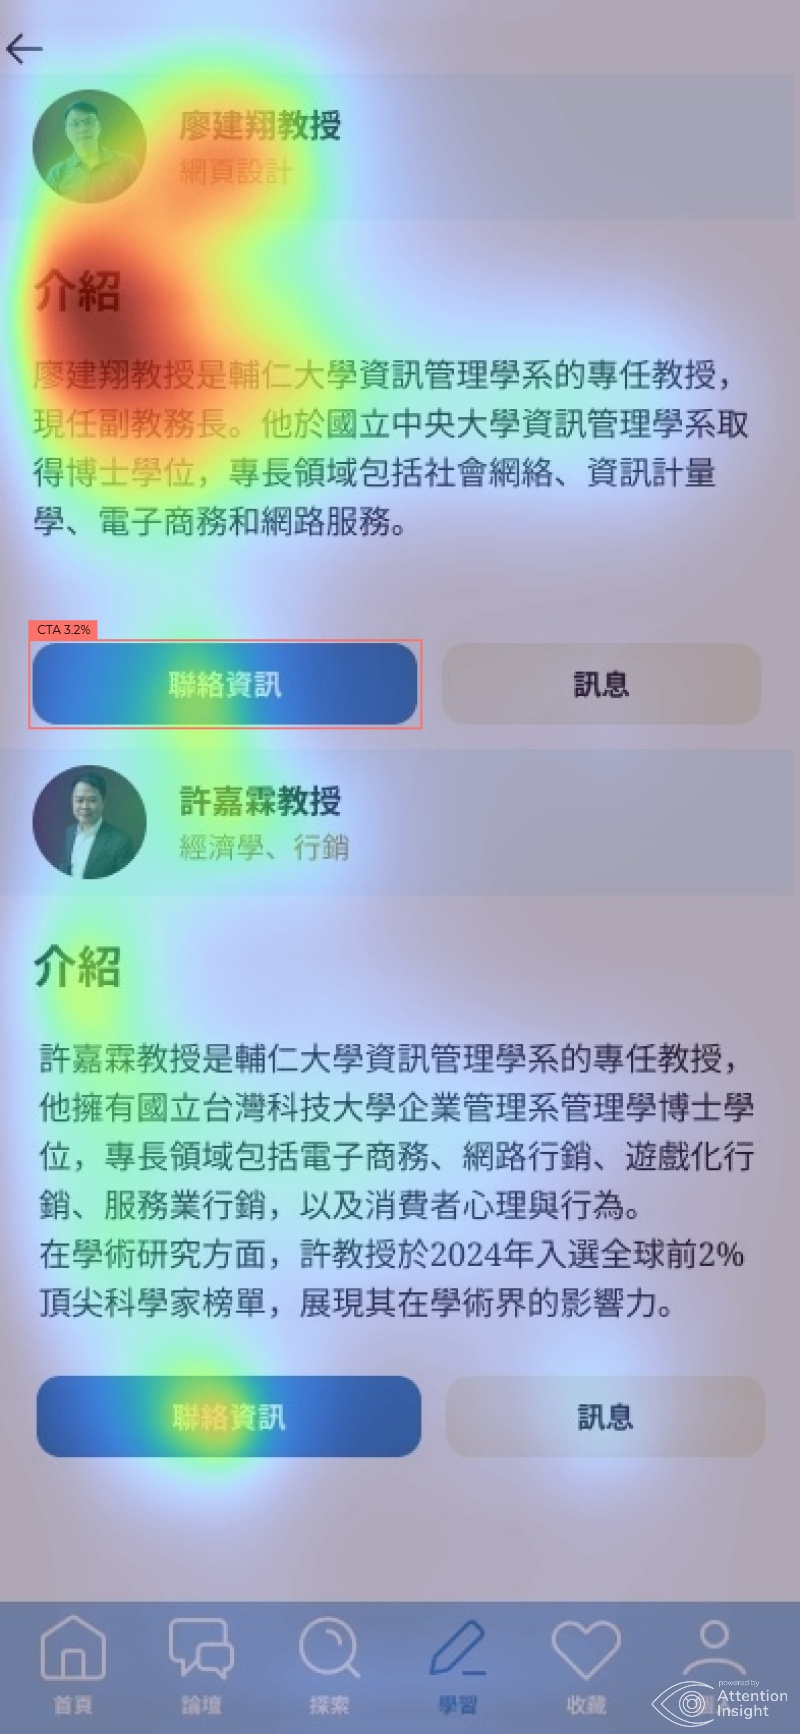 廖建翔教授
網頁設計
介紹
廖建翔教授是輔仁大學資訊管理學系的專任教授，
現任副教務長。他於國立中央大學資訊管理學系取
得博士學位，專長領域包括社會網絡、資訊計量
學、電子商務和網路服務。
CTA 3.2%
聯絡資訊
訊息
許嘉霖教授
經濟學、行銷
介紹
許嘉霖教授是輔仁大學資訊管理學系的專任教授，
他擁有國立台灣科技大學企業管理系管理學博士學
位，專長領域包括電子商務、網路行銷、遊戲化行
銷、服務業行銷，以及消費者心理與行為。
在學術研究方面，許教授於2024年入選全球前2%
頂尖科學家榜單，展現其在學術界的影響力。
聯絡資訊
訊息
首頁
論壇
探索
學習
收藏
powered by
Attention
Insight